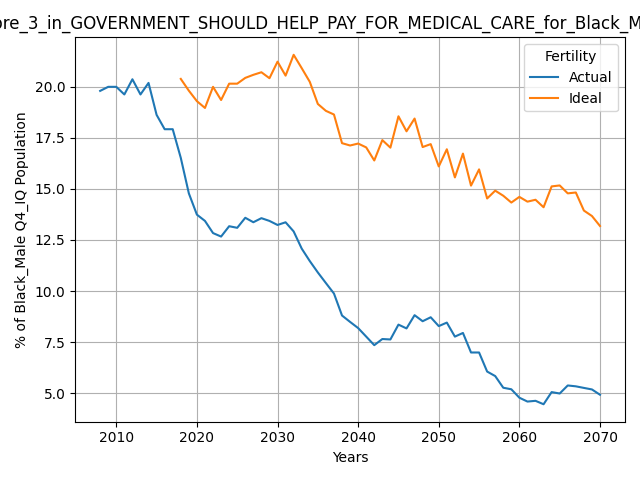 ore_3_in_GOVERNMENT_SHOULD_HELP_PAY_FOR_MEDICAL_CARE_for_Black_M
Fertility
Actual
Ideal
20.0
17.5
15.0
12.5
10.0
7.5
5.0
% of Black_Male Q4_IQ Population
2010 2020 2030 2040 2050 2060 2070
Years